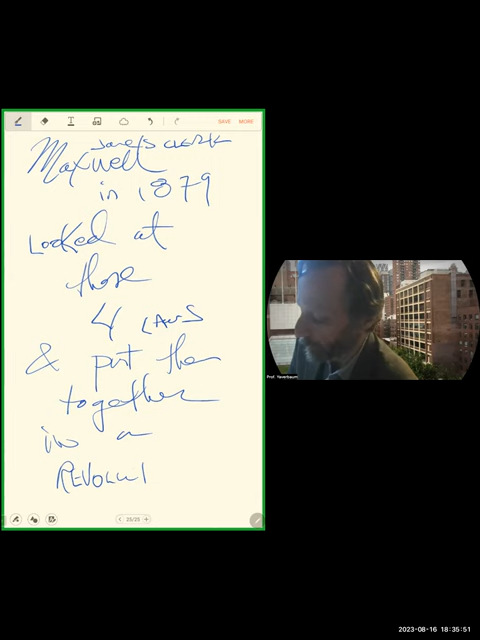 SAVE MORE
JAMES CLERK
Maxwell
in 1879
Looked at
those
4 LAWS
& put them
together
in a
REVOLUI
25/25
Prof. Yaverbaum
2023-08-16 18:35:51